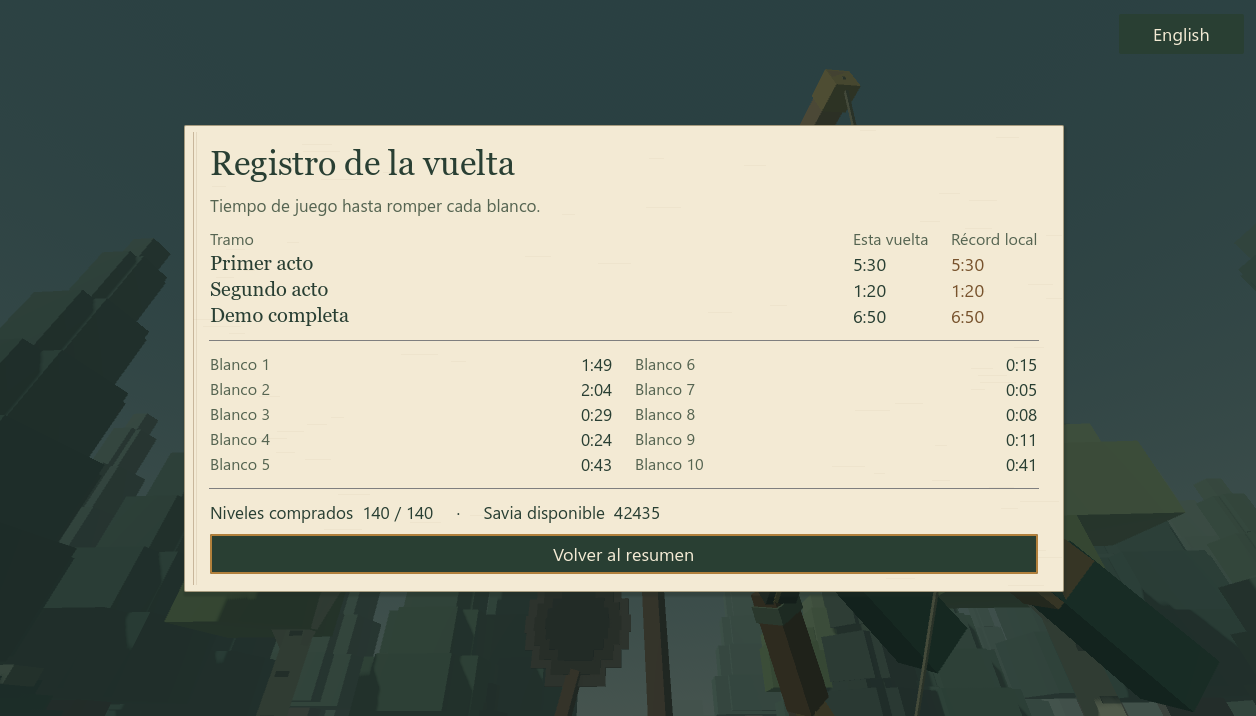 English
Registro de la vuelta
Tiempo de juego hasta romper cada blanco.
Tramo Esta vuelta Récord local
Primer acto 5:30 5:30
Segundo acto 1:20 1:20
Demo completa 6:50 6:50
Blanco 1 1:49 Blanco 6 0:15
Blanco 2 2:04 Blanco 7 0:05
Blanco 3 0:29 Blanco 8 0:08
Blanco 4 0:24 Blanco 9 0:11
Blanco 5 0:43 Blanco 10 0:41
Niveles comprados 140 / 140 · Savia disponible 42435
Volver al resumen